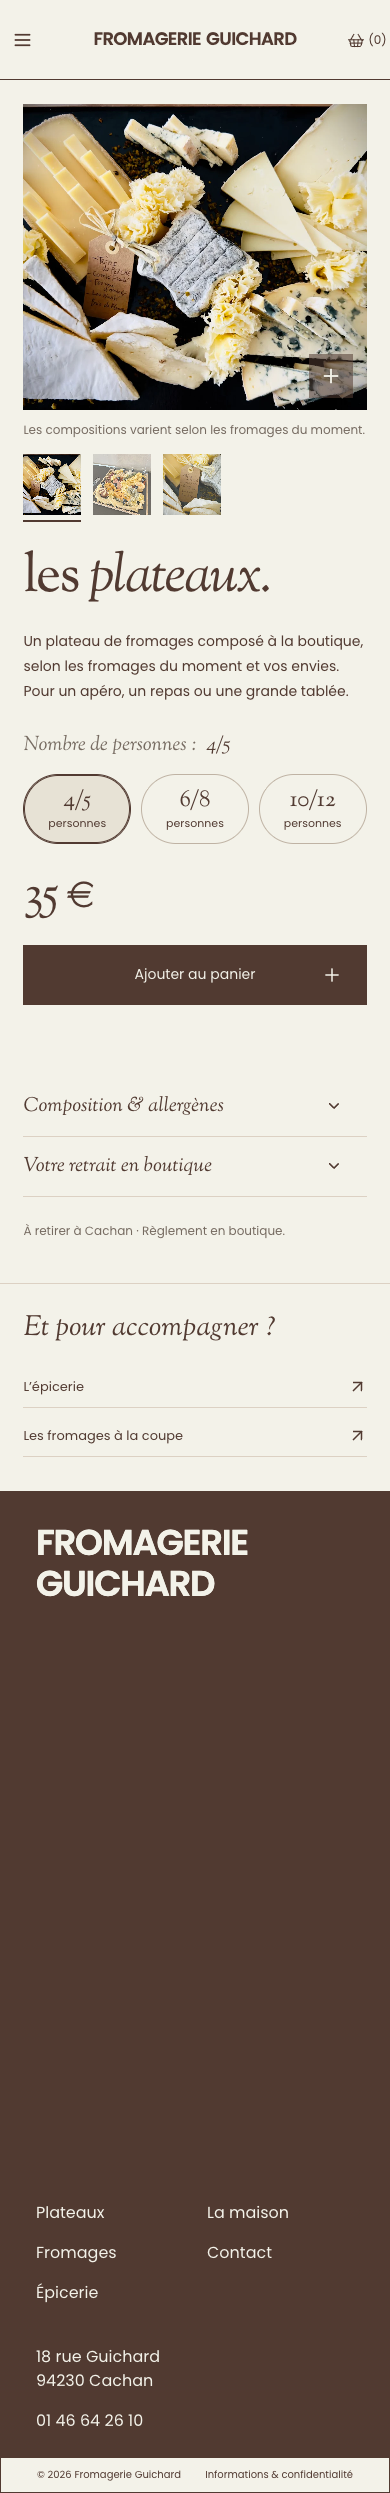 FROMAGERIE GUICHARD
(0)
Les compositions varient selon les fromages du moment.
les plateaux.
Un plateau de fromages composé à la boutique,
selon les fromages du moment et vos envies.
Pour un apéro, un repas ou une grande tablée.
Nombre de personnes : 4/5
4/5
personnes
6/8
personnes
10/12
personnes
35 €
Ajouter au panier
Composition & allergènes
Votre retrait en boutique
À retirer à Cachan · Règlement en boutique.
Et pour accompagner ?
L’épicerie
Les fromages à la coupe
FROMAGERIE
GUICHARD
Plateaux
La maison
Fromages
Contact
Épicerie
18 rue Guichard
94230 Cachan
01 46 64 26 10
© 2026 Fromagerie Guichard
Informations & confidentialité